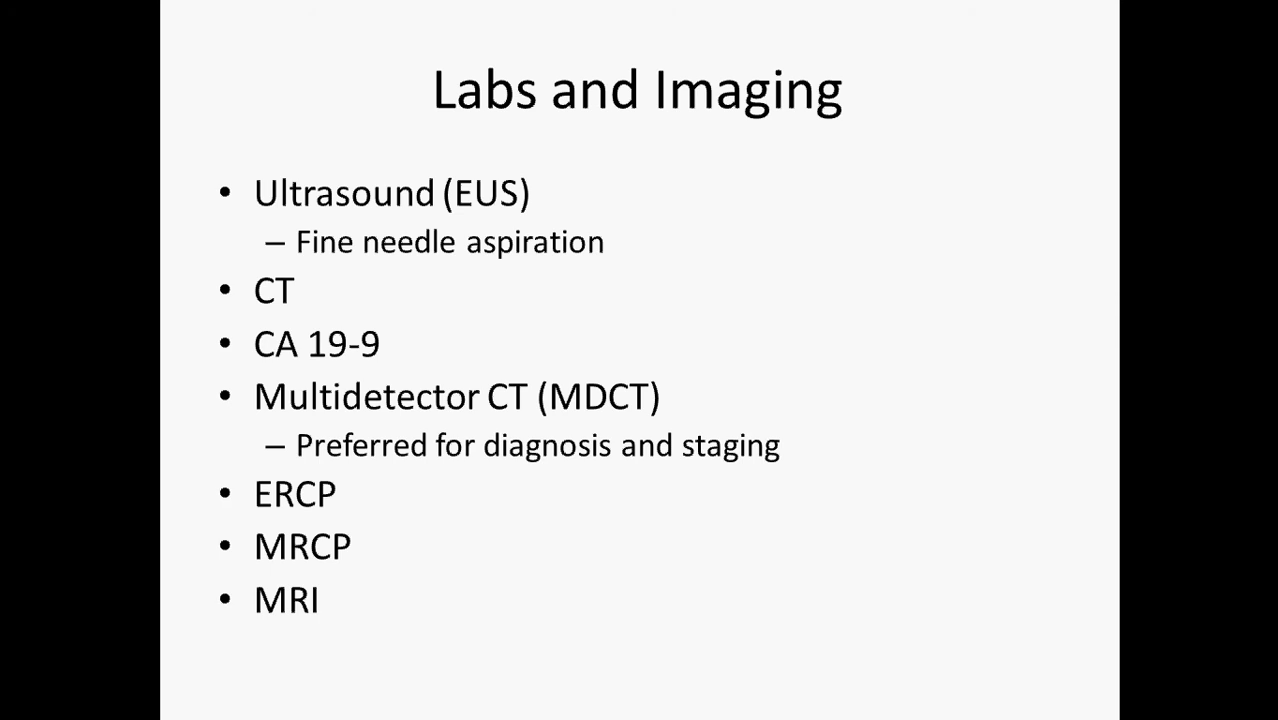 Labs and Imaging
• Ultrasound (EUS)
– Fine needle aspiration
• CT
• CA 19-9
• Multidetector CT (MDCT)
– Preferred for diagnosis and staging
• ERCP
• MRCP
• MRI